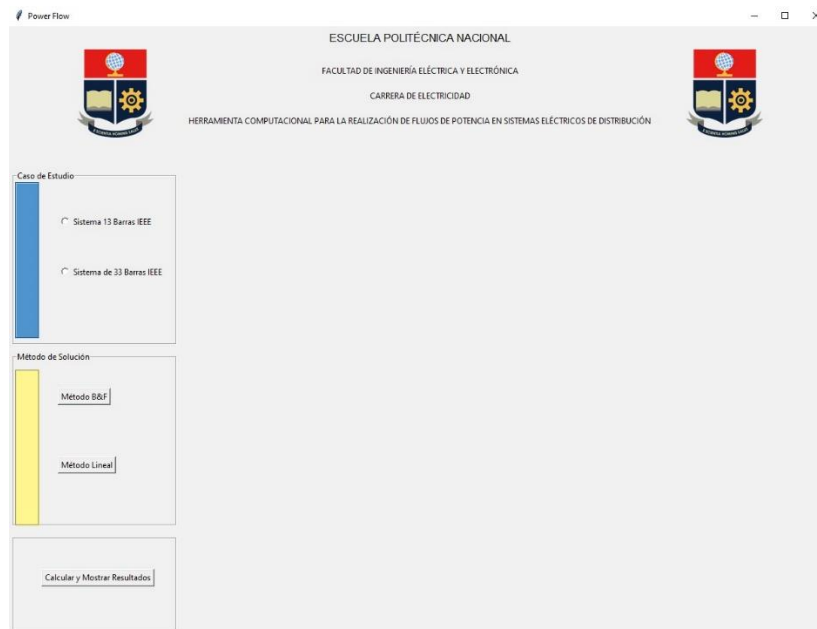 Power Flow
ESCUELA POLITÉCNICA NACIONAL
FACULTAD DE INGENIERÍA ELÉCTRICA Y ELECTRÓNICA
CARRERA DE ELECTRICIDAD
HERRAMIENTA COMPUTACIONAL PARA LA REALIZACIÓN DE FLUJOS DE POTENCIA EN SISTEMAS ELÉCTRICOS DE DISTRIBUCIÓN
Caso de Estudio
Sistema 13 Barras IEEE
Sistema de 33 Barras IEEE
Método de Solución
Método B&F
Método Lineal
Calcular y Mostrar Resultados